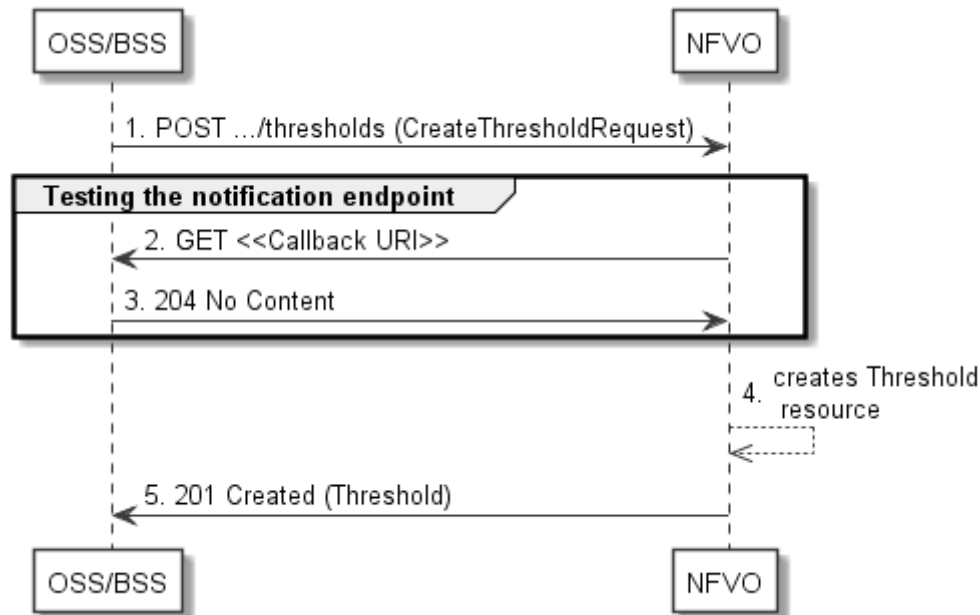 OSS/BSS
NFVO
1. POST .../thresholds (CreateThresholdRequest)
Testing the notification endpoint
2. GET <<Callback URI>>
3. 204 No Content
4. creates Threshold
resource
5. 201 Created (Threshold)
OSS/BSS
NFVO